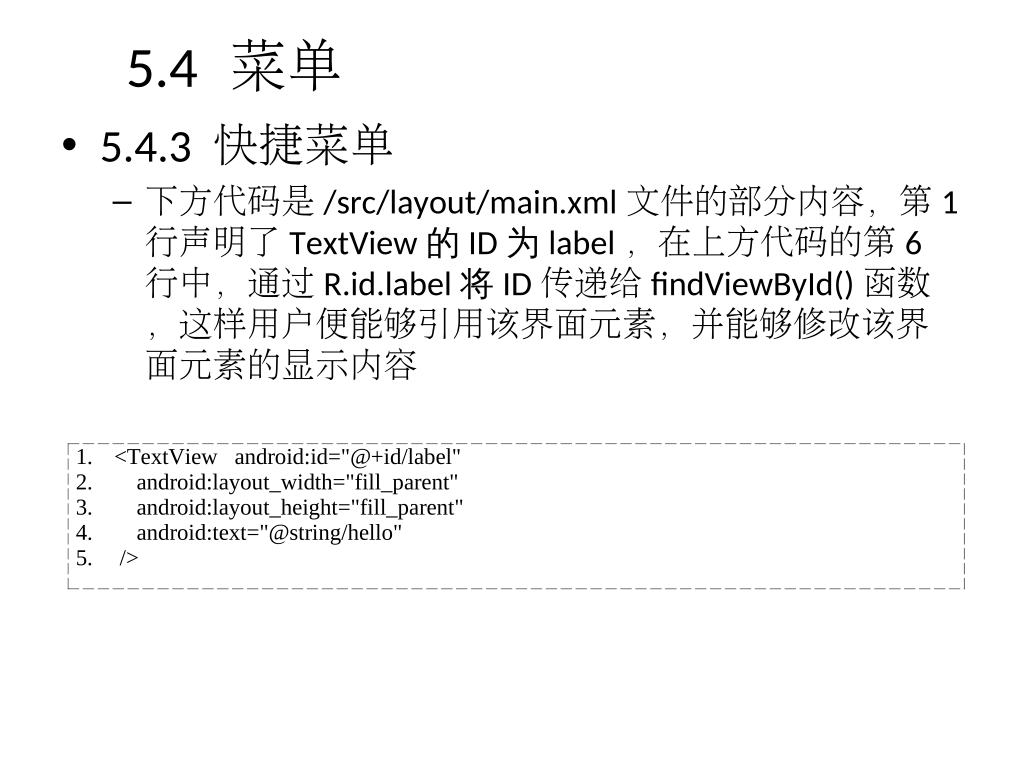 5.4 菜单
• 5.4.3 快捷菜单
– 下方代码是 /src/layout/main.xml 文件的部分内容，第 1
行声明了 TextView 的 ID 为 label ，在上方代码的第 6
行中，通过 R.id.label 将 ID 传递给 findViewById() 函数
，这样用户便能够引用该界面元素，并能够修改该界
面元素的显示内容
1. <TextView android:id="@+id/label"
2. android:layout_width="fill_parent"
3. android:layout_height="fill_parent"
4. android:text="@string/hello"
5. />